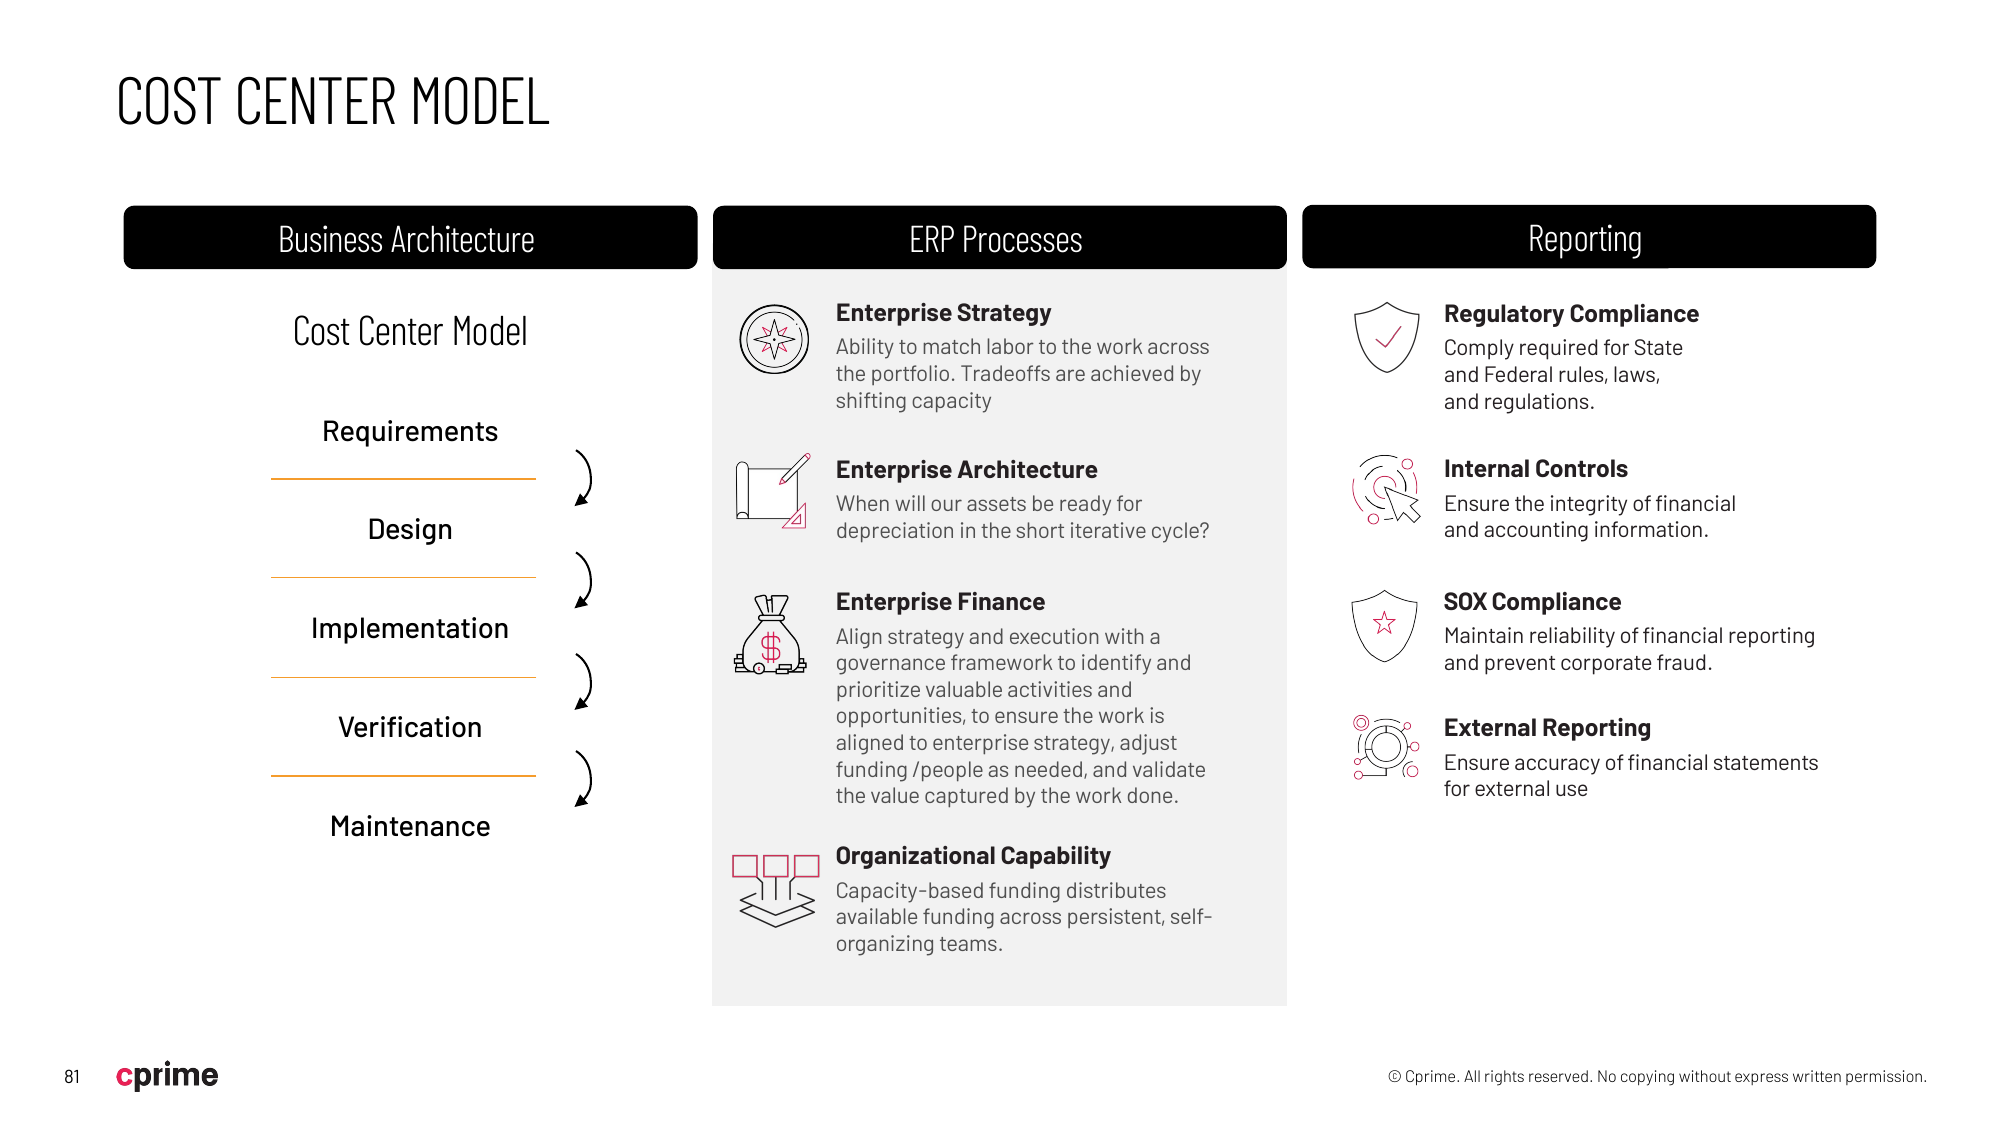 COST CENTER MODEL
Business Architecture
Cost Center Model
Requirements
Design
Implementation
Verification
Maintenance
ERP Processes
Enterprise Strategy
Ability to match labor to the work across
the portfolio. Tradeoffs are achieved by
shifting capacity
Enterprise Architecture
When will our assets be ready for
depreciation in the short iterative cycle?
Enterprise Finance
Align strategy and execution with a
governance framework to identify and
prioritize valuable activities and
opportunities, to ensure the work is
aligned to enterprise strategy, adjust
funding /people as needed, and validate
the value captured by the work done.
Organizational Capability
Capacity-based funding distributes
available funding across persistent, self-
organizing teams.
Reporting
Regulatory Compliance
Comply required for State
and Federal rules, laws,
and regulations.
Internal Controls
Ensure the integrity of financial
and accounting information.
SOX Compliance
Maintain reliability of financial reporting
and prevent corporate fraud.
External Reporting
Ensure accuracy of financial statements
for external use
81
cprime
© Cprime. All rights reserved. No copying without express written permission.